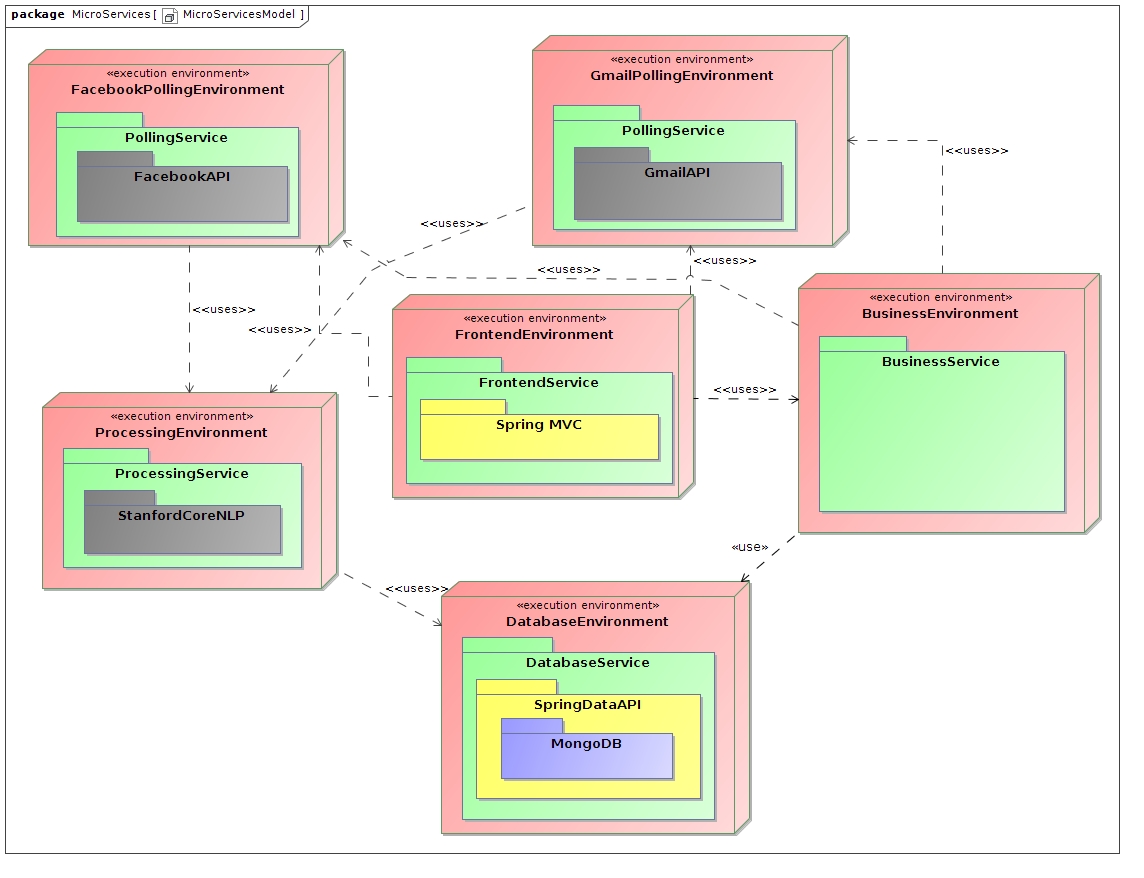 package MicroServices [ MicroServicesModel ]
«execution environment»
FacebookPollingEnvironment
PollingService
FacebookAPI
«execution environment»
GmailPollingEnvironment
PollingService
GmailAPI
<<uses>>
<<uses>>
<<uses>>
<<uses>>
<<uses>>
<<uses>>
«execution environment»
FrontendEnvironment
FrontendService
Spring MVC
<<uses>>
«execution environment»
BusinessEnvironment
BusinessService
«execution environment»
ProcessingEnvironment
ProcessingService
StanfordCoreNLP
«use»
<<uses>>
«execution environment»
DatabaseEnvironment
DatabaseService
SpringDataAPI
MongoDB